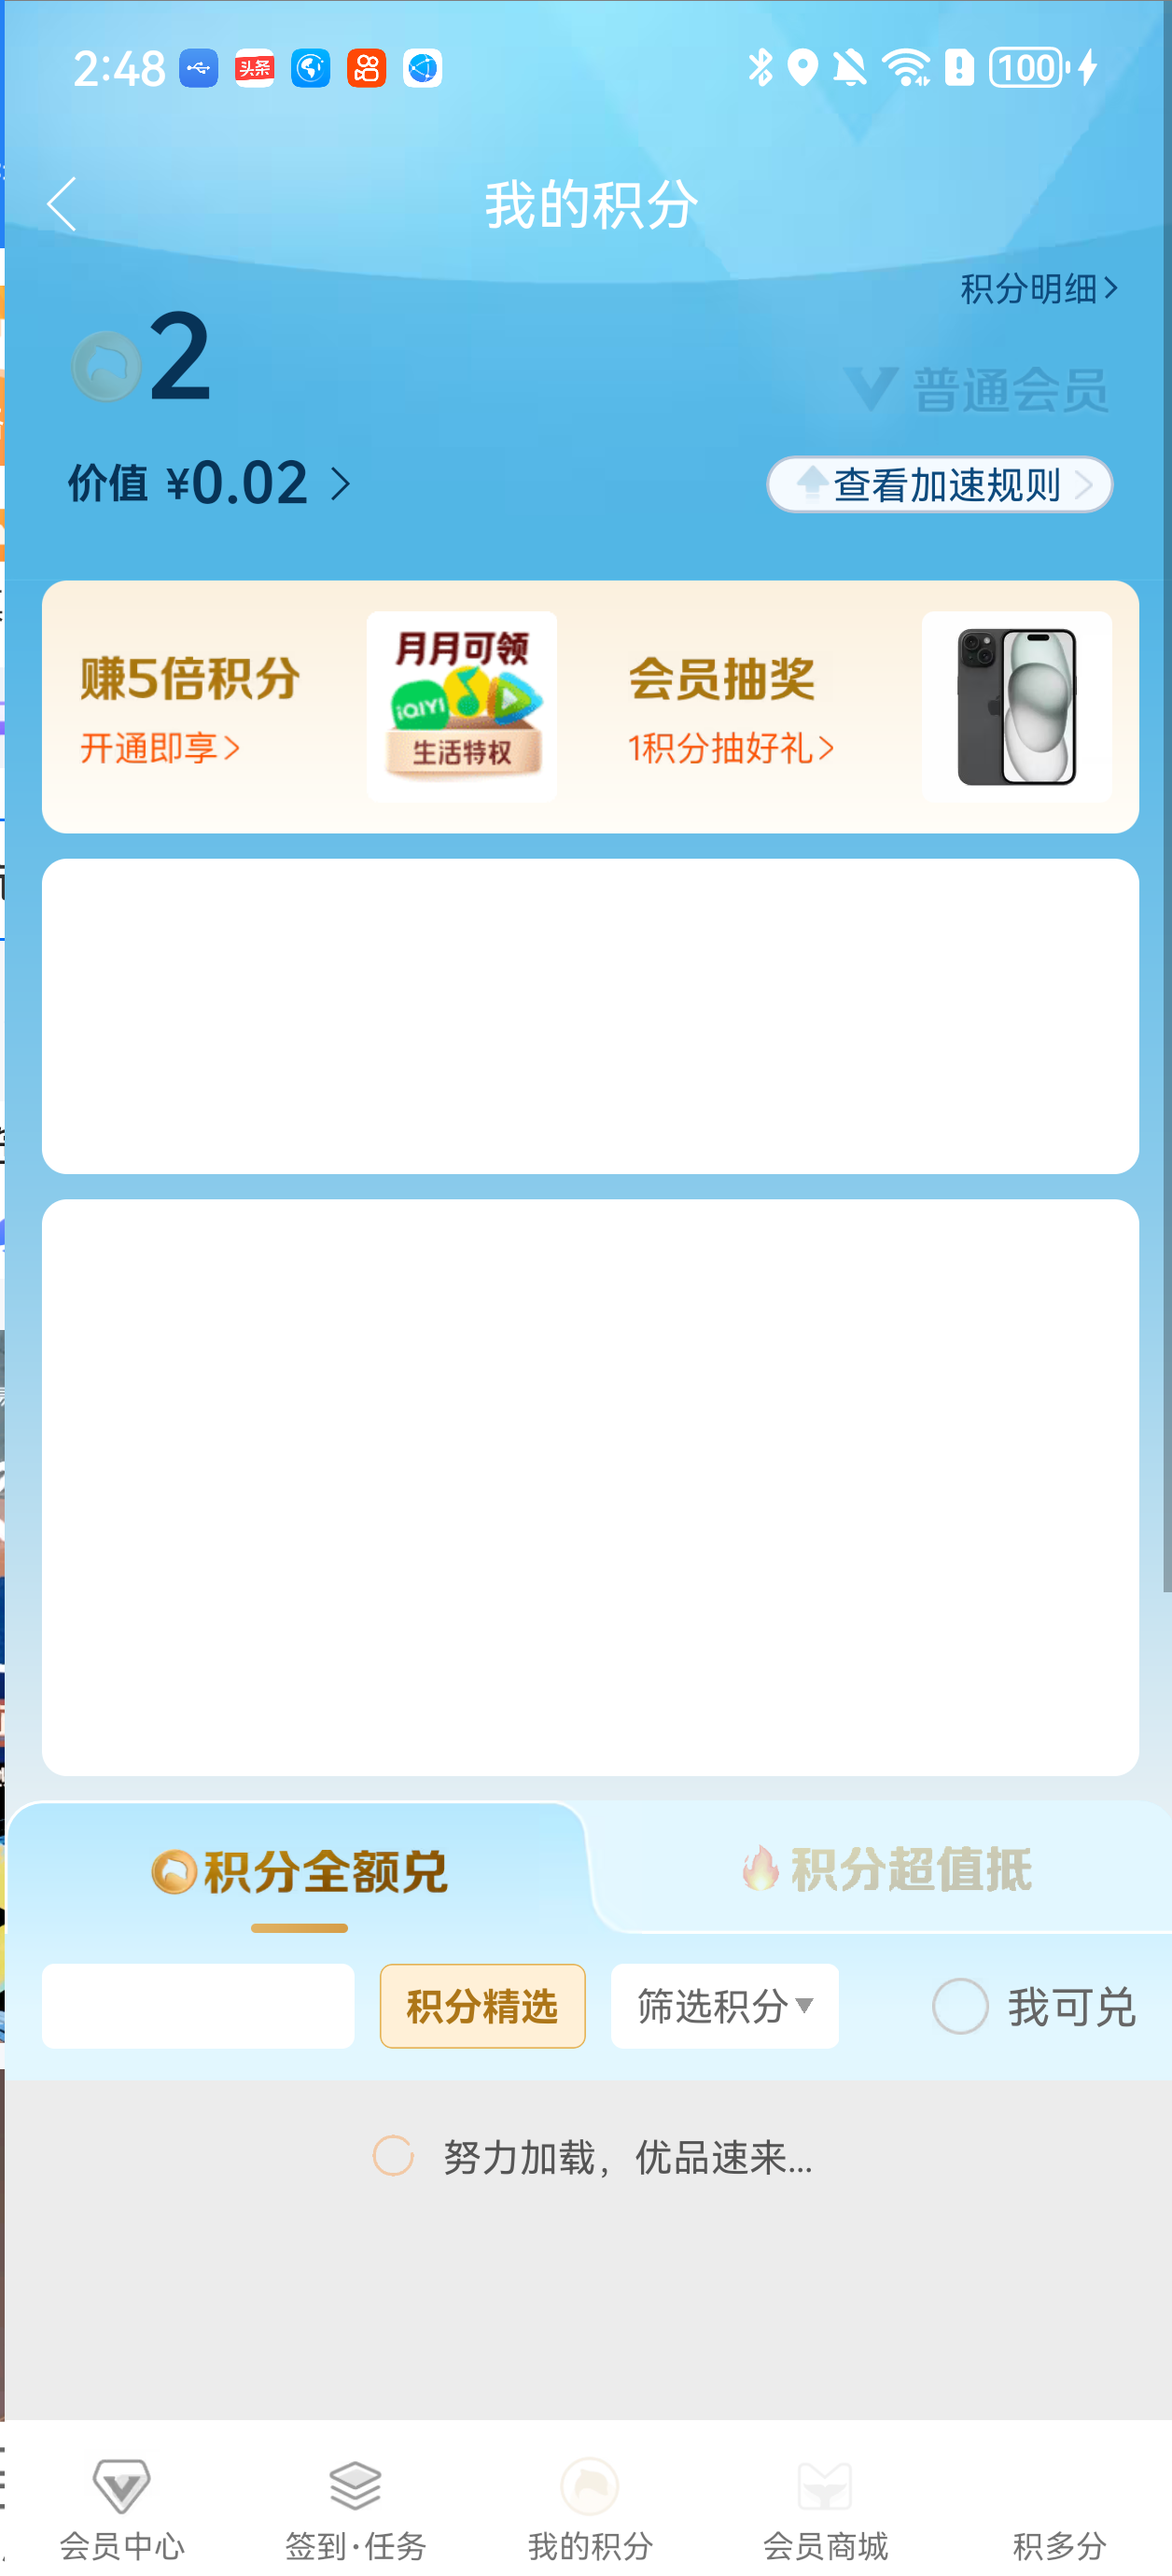 2:48
头条
100
我的积分
积分明细
2
普通会员
价值 ¥0.02
查看加速规则
赚5倍积分
开通即享
月月可领
iQIYI
生活特权
会员抽奖
1积分抽好礼
积分全额兑
积分超值抵
积分精选
筛选积分
我可兑
努力加载，优品速来...
会员中心
签到·任务
我的积分
会员商城
积多分